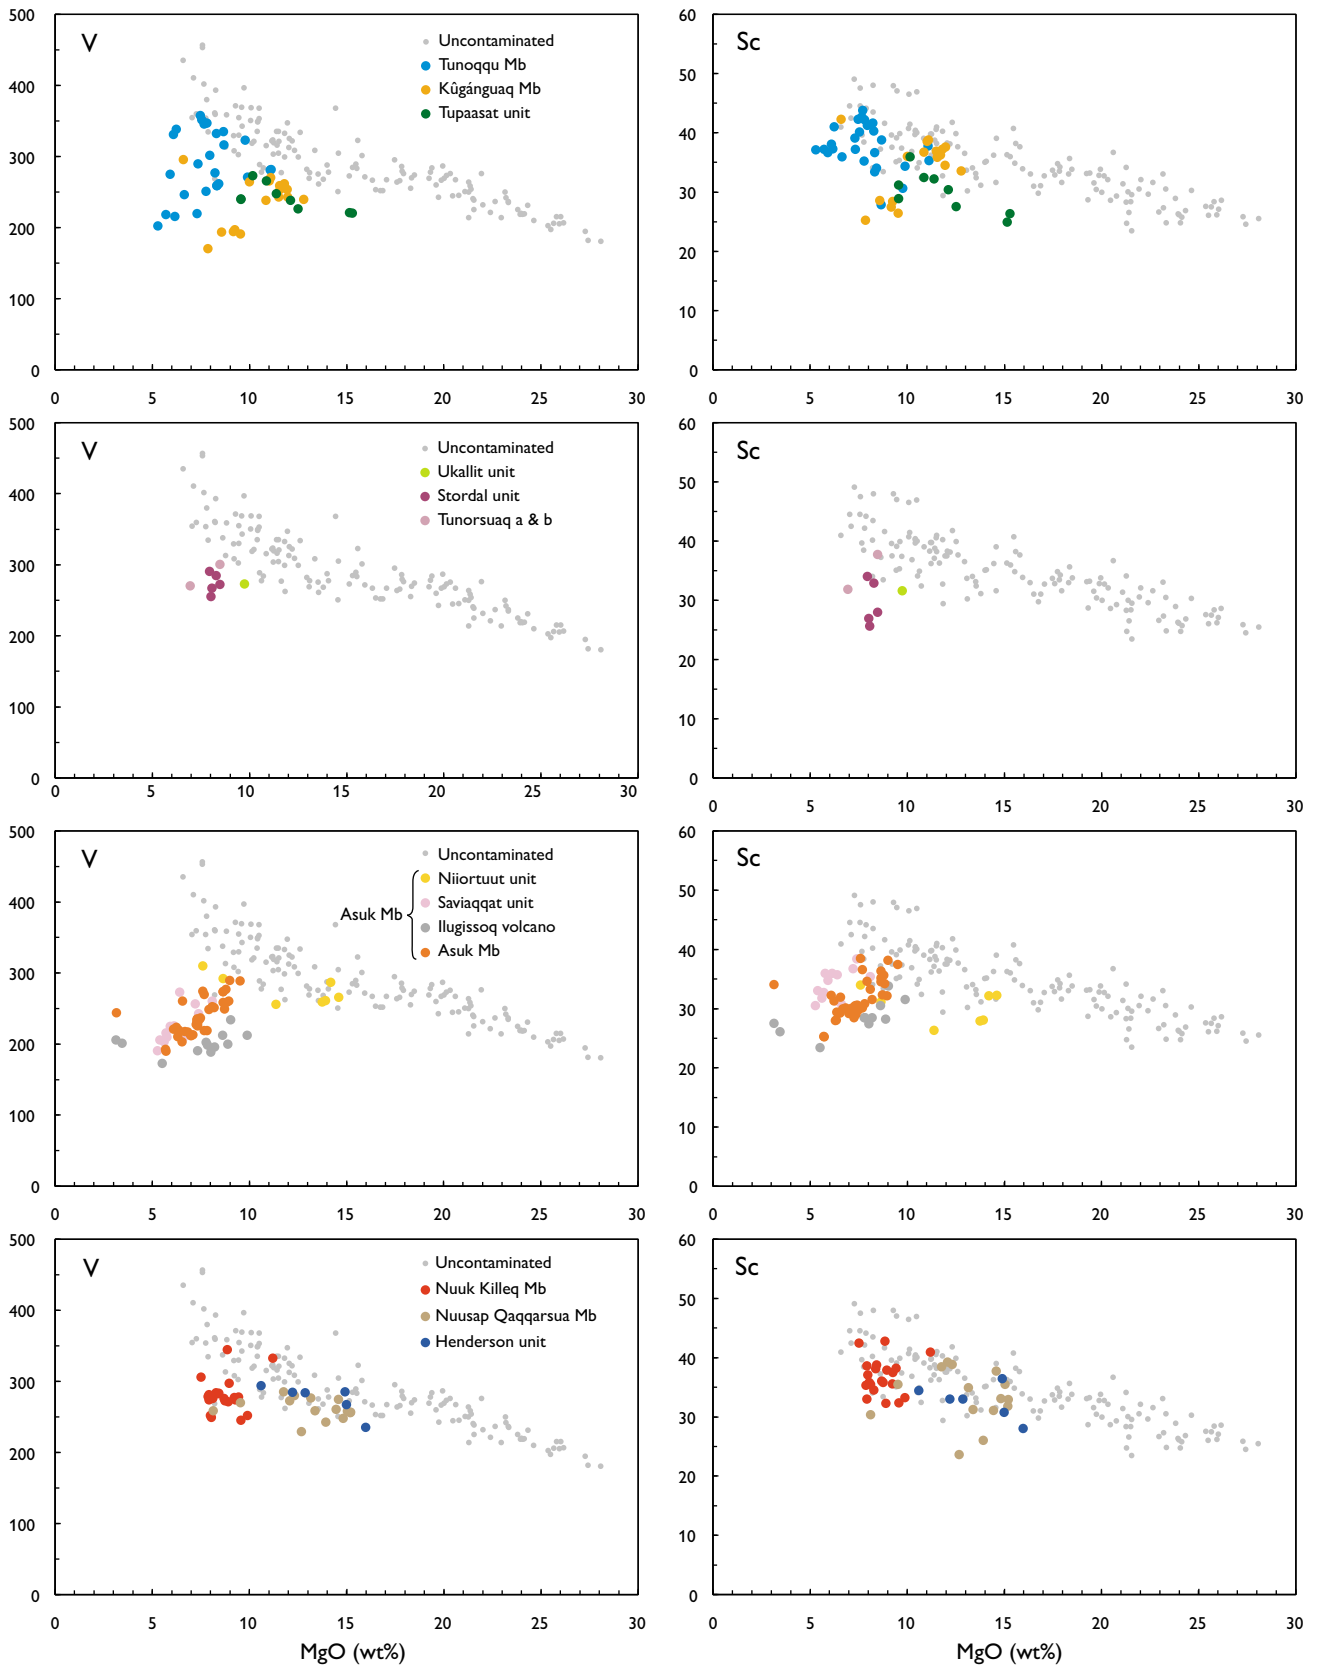 500
V
Uncontaminated
Tunoqqu Mb
Kûgánguaq Mb
Tupaasat unit
400
300
200
100
0
0 5 10 15 20 25 30
60
Sc
50
40
30
20
10
0
0 5 10 15 20 25 30
500
V
Uncontaminated
Ukallit unit
Stordal unit
Tunorsuaq a & b
400
300
200
100
0
0 5 10 15 20 25 30
60
Sc
50
40
30
20
10
0
0 5 10 15 20 25 30
500
V
Uncontaminated
Niiortuut unit
Saviaqqat unit
Asuk Mb
Ilugissoq volcano
Asuk Mb
400
300
200
100
0
0 5 10 15 20 25 30
60
Sc
50
40
30
20
10
0
0 5 10 15 20 25 30
500
V
Uncontaminated
Nuuk Killeq Mb
Nuusap Qaqqarsua Mb
Henderson unit
400
300
200
100
0
0 5 10 15 20 25 30
MgO (wt%)
60
Sc
50
40
30
20
10
0
0 5 10 15 20 25 30
MgO (wt%)